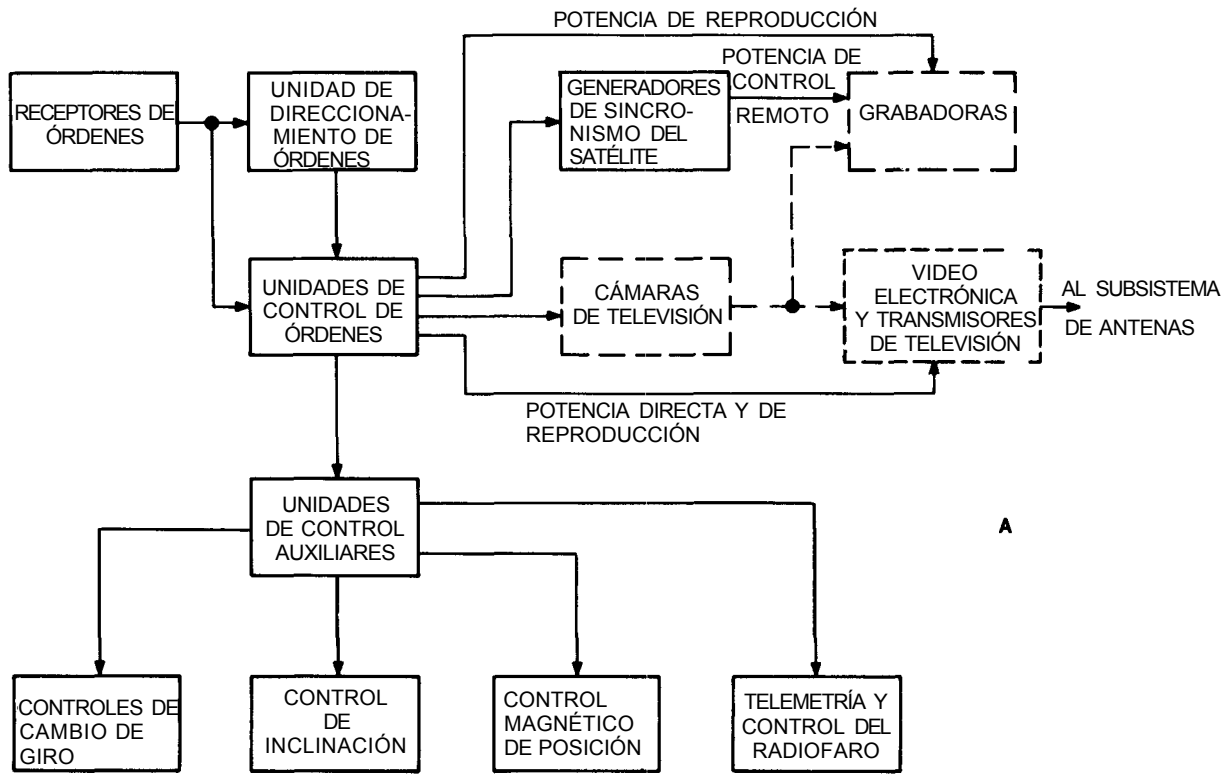 POTENCIA DE REPRODUCCIÓN
RECEPTORES DE
ÓRDENES
UNIDAD DE
DIRECCIONA-
MIENTO DE
ÓRDENES
GENERADORES
DE SINCRO-
NISMO DEL
SATÉLITE
POTENCIA DE
CONTROL
REMOTO
GRABADORAS
UNIDADES DE
CONTROL DE
ÓRDENES
CÁMARAS
DE TELEVISIÓN
VIDEO
ELECTRÓNICA
Y TRANSMISORES
DE TELEVISIÓN
AL SUBSISTEMA
DE ANTENAS
POTENCIA DIRECTA Y DE
REPRODUCCIÓN
UNIDADES
DE CONTROL
AUXILIARES
A
CONTROLES DE
CAMBIO DE
GIRO
CONTROL
DE
INCLINACIÓN
CONTROL
MAGNÉTICO
DE POSICIÓN
TELEMETRÍA Y
CONTROL DEL
RADIOFARO